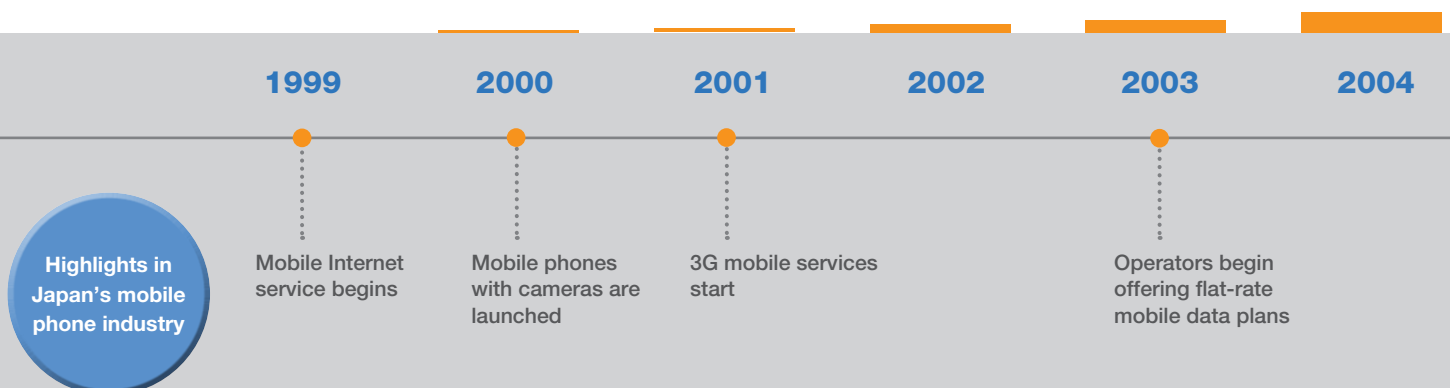 1999
2000
2001
2002
2003
2004
Highlights in
Japan's mobile
phone industry
Mobile Internet
service begins
Mobile phones
with cameras are
launched
3G mobile services
start
Operators begin
offering flat-rate
mobile data plans